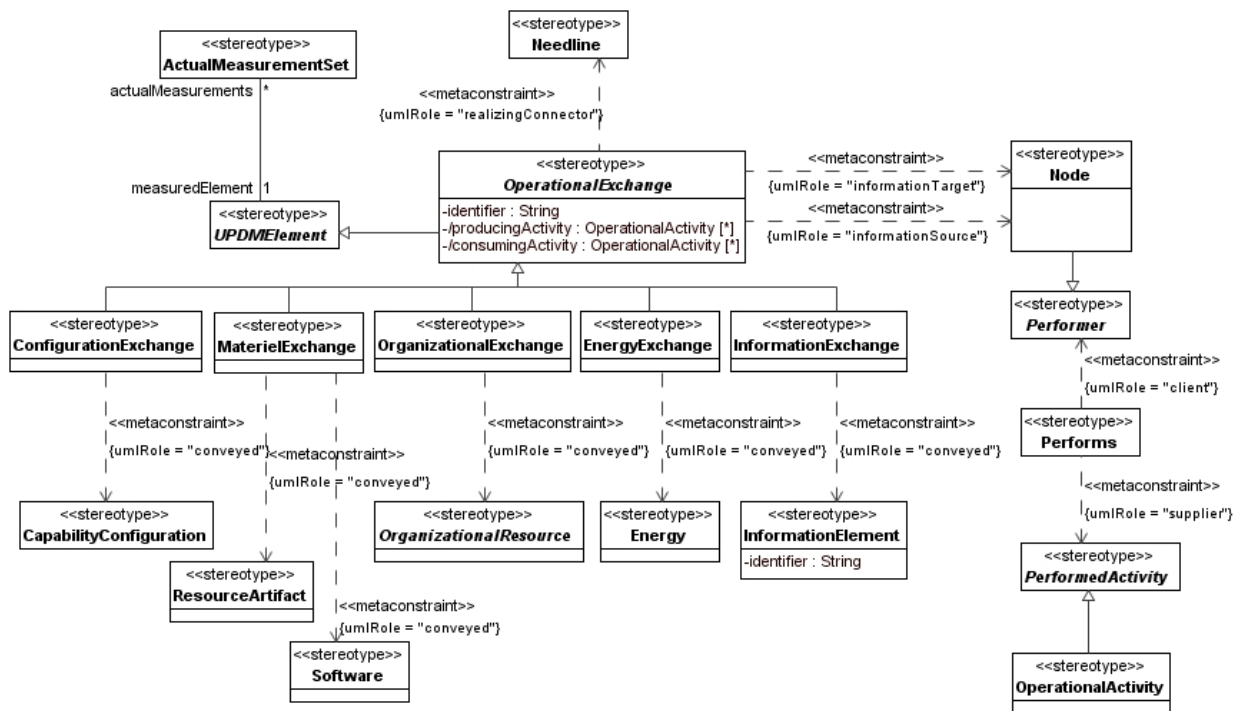 <<stereotype>>
Needline
<<stereotype>>
ActualMeasurementSet
actualMeasurements *
<<metaconstraint>>
{umlRole = "realizingConnector"}
measuredElement 1
<<stereotype>>
UPDMElement
<<stereotype>>
OperationalExchange
-identifier : String
-/producingActivity : OperationalActivity [*]
-/consumingActivity : OperationalActivity [*]
<<metaconstraint>>
{umlRole = "informationTarget"}
<<metaconstraint>>
{umlRole = "informationSource"}
<<stereotype>>
Node
<<stereotype>>
ConfigurationExchange
<<stereotype>>
MaterielExchange
<<stereotype>>
OrganizationalExchange
<<stereotype>>
EnergyExchange
<<stereotype>>
InformationExchange
<<stereotype>>
Performer
<<metaconstraint>>
{umlRole = "client"}
<<stereotype>>
Performs
<<metaconstraint>>
{umlRole = "supplier"}
<<metaconstraint>>
{umlRole = "conveyed"}
<<metaconstraint>>
{umlRole = "conveyed"}
<<metaconstraint>>
{umlRole = "conveyed"}
<<metaconstraint>>
{umlRole = "conveyed"}
<<metaconstraint>>
{umlRole = "conveyed"}
<<stereotype>>
CapabilityConfiguration
<<stereotype>>
OrganizationalResource
<<stereotype>>
Energy
<<stereotype>>
InformationElement
-identifier : String
<<stereotype>>
PerformedActivity
<<stereotype>>
ResourceArtifact
<<metaconstraint>>
{umlRole = "conveyed"}
<<stereotype>>
Software
<<stereotype>>
OperationalActivity